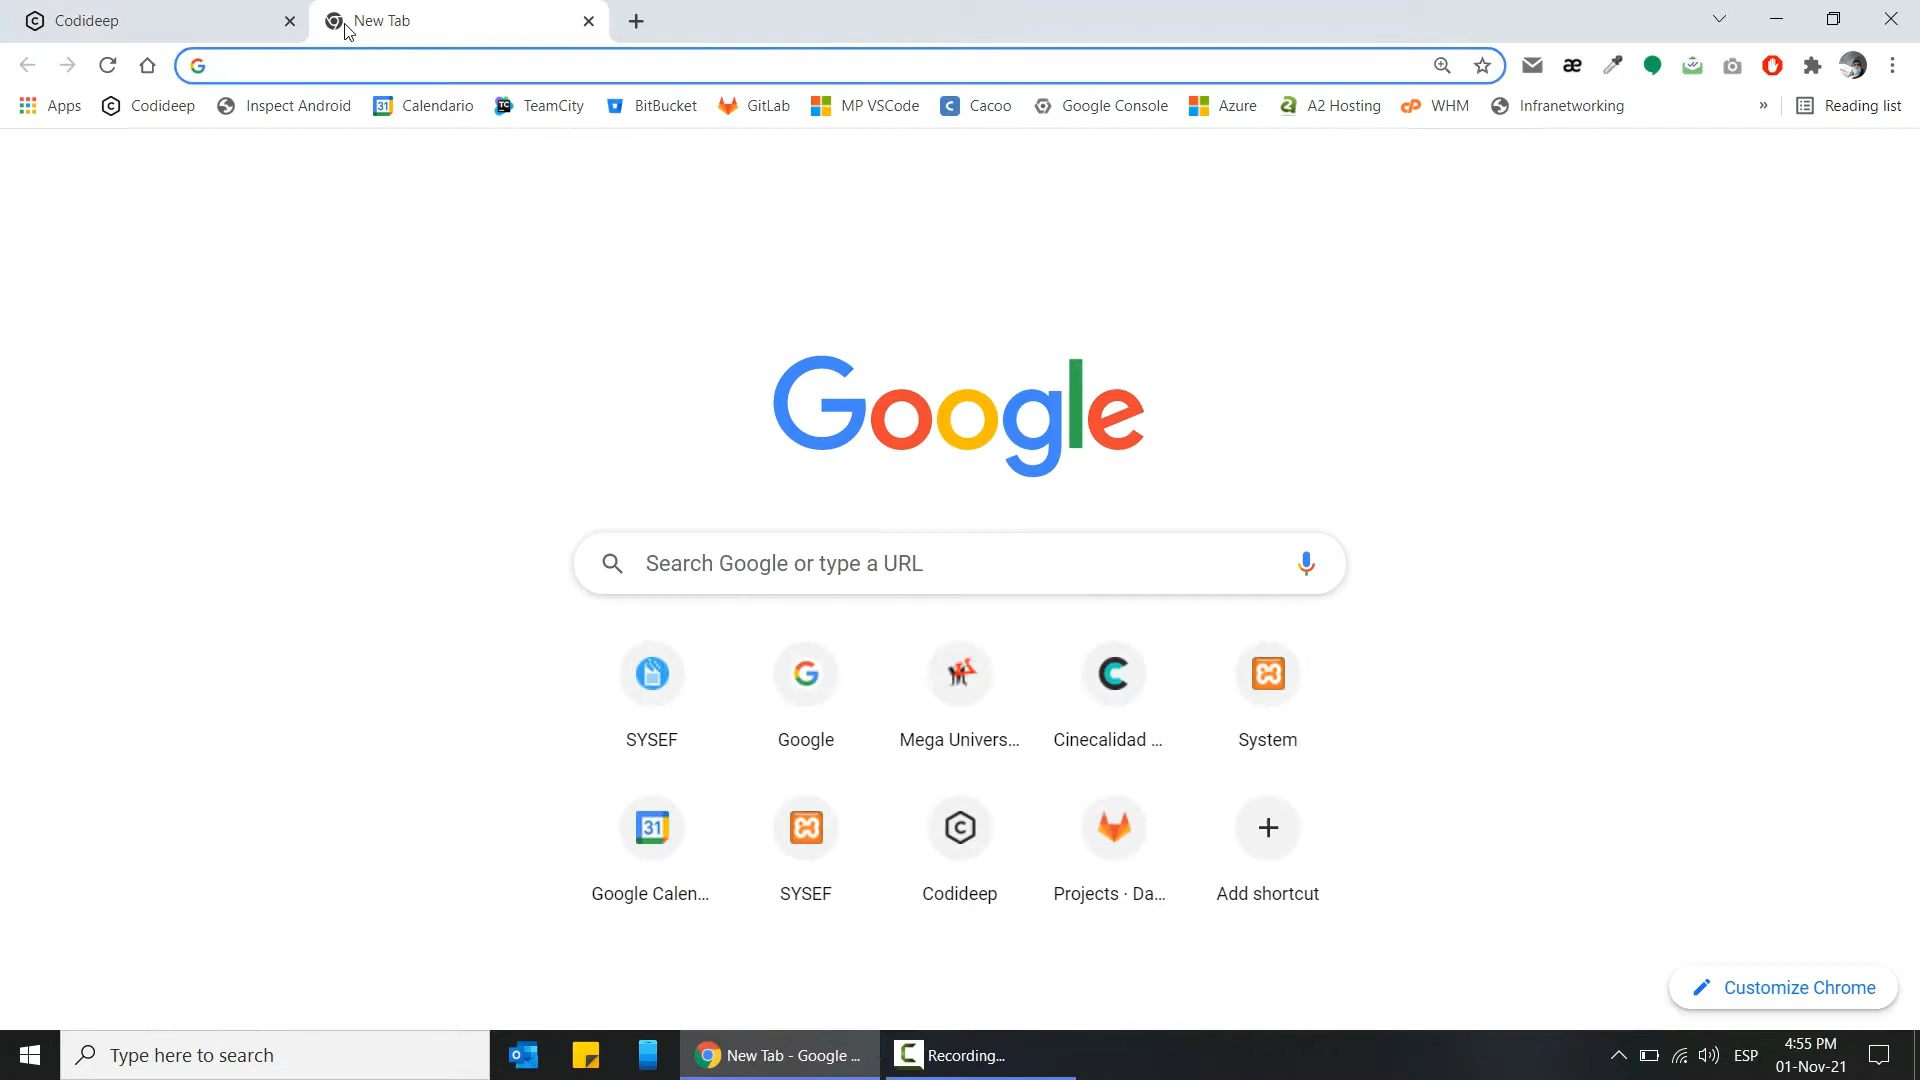 Codideep
New Tab
Apps Codideep Inspect Android Calendario TeamCity BitBucket GitLab MP VSCode Cacoo Google Console Azure A2 Hosting WHM Infranetworking » Reading list
Google
Search Google or type a URL
SYSEF Google Mega Univers... Cinecalidad ... System
Google Calen... SYSEF Codideep Projects · Da... Add shortcut
Customize Chrome
Type here to search
New Tab - Google ...
Recording...
ESP
4:55 PM
01-Nov-21